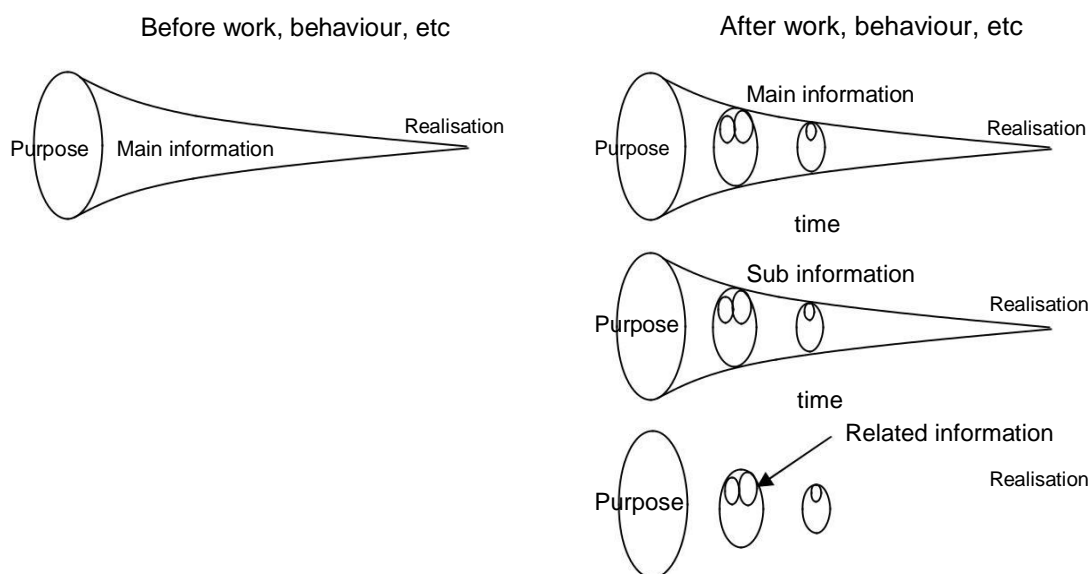 Before work, behaviour, etc
Purpose
Main information
Realisation
After work, behaviour, etc
Main information
Purpose
Realisation
time
Sub information
Purpose
Realisation
time
Related information
Purpose
Realisation